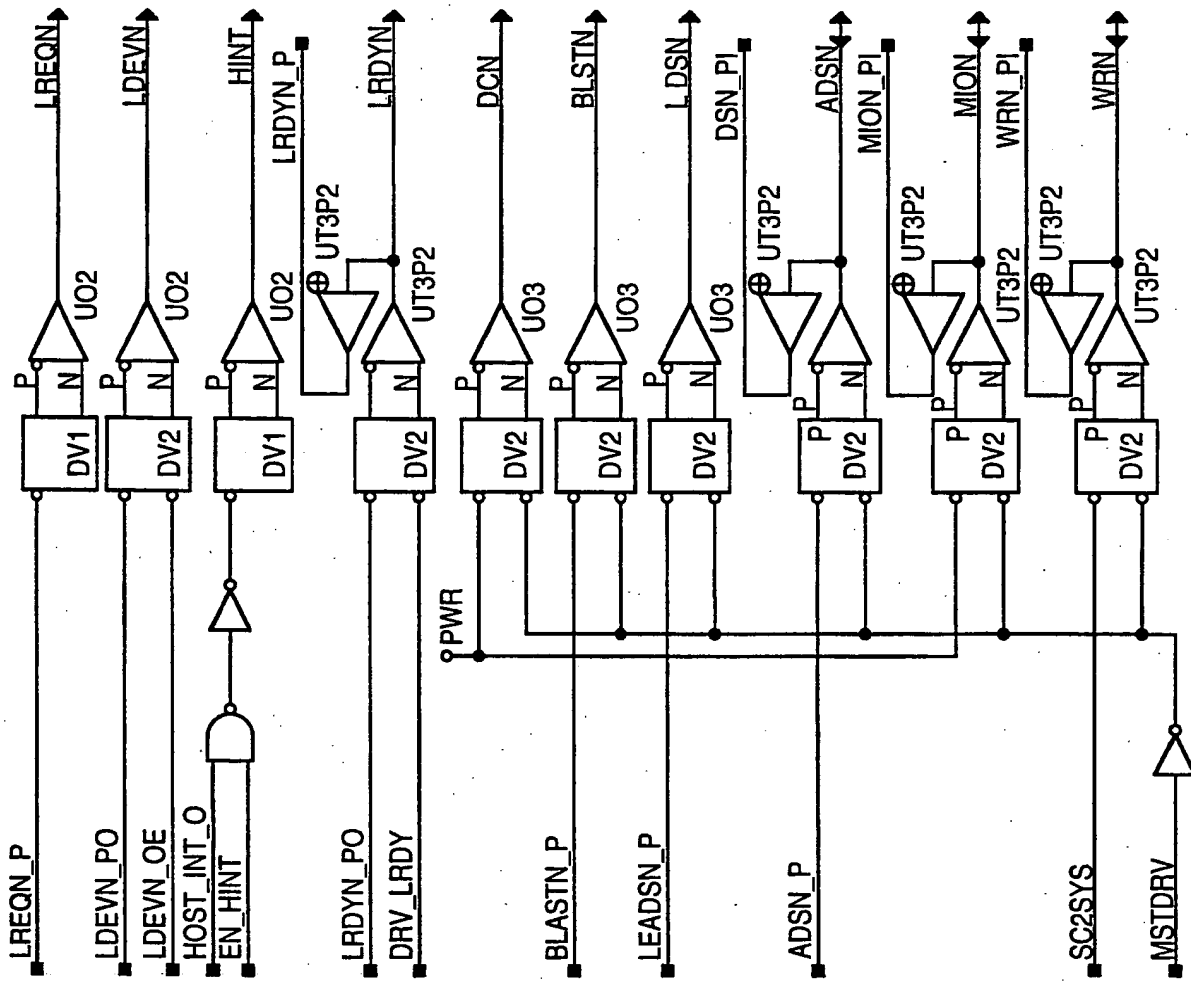 LREQN_P
P
N
DV1
UO2
LREQN
LDEVN_PO
LDEVN_OE
P
N
DV2
UO2
LDEVN
HOST_INT_O
EN_HINT
P
N
DV1
UO2
HINT
LRDYN_P
UT3P2
LRDYN_PO
DRV_LRDY
N
DV2
UT3P2
LRDYN
PWR
P
N
DV2
UO3
DCN
BLASTN_P
P
N
DV2
UO3
BLSTN
LEADSN_P
P
N
DV2
UO3
LDSN
DSN_PI
UT3P2
ADSN_P
P
P
N
DV2
UT3P2
ADSN
MION_PI
UT3P2
P
P
N
DV2
UT3P2
MION
WRN_PI
UT3P2
SC2SYS
P
P
N
DV2
UT3P2
WRN
MSTDRV